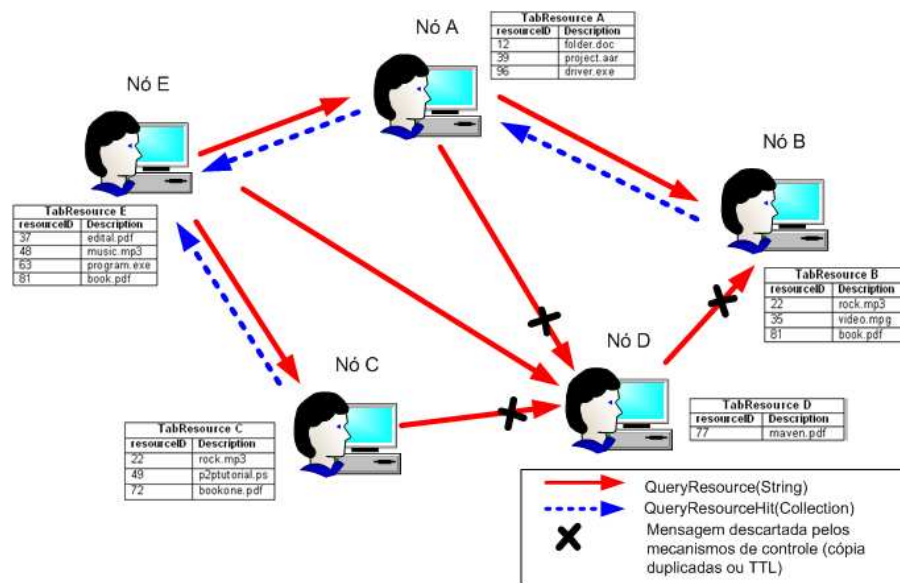 Nó A
TabResource A
resourceID Description
12 folder.doc
39 project.aar
96 driver.exe
Nó E
TabResource E
resourceID Description
37 edital.pdf
48 music.mp3
63 program.exe
81 book.pdf
Nó B
TabResource B
resourceID Description
22 rock.mp3
35 video.mpg
81 book.pdf
Nó C
TabResource C
resourceID Description
22 rock.mp3
49 p2ptutorial.ps
72 bookone.pdf
Nó D
TabResource D
resourceID Description
77 maven.pdf
QueryResource(String)
QueryResourceHit(Collection)
Mensagem descartada pelos
mecanismos de controle (cópia
duplicadas ou TTL)